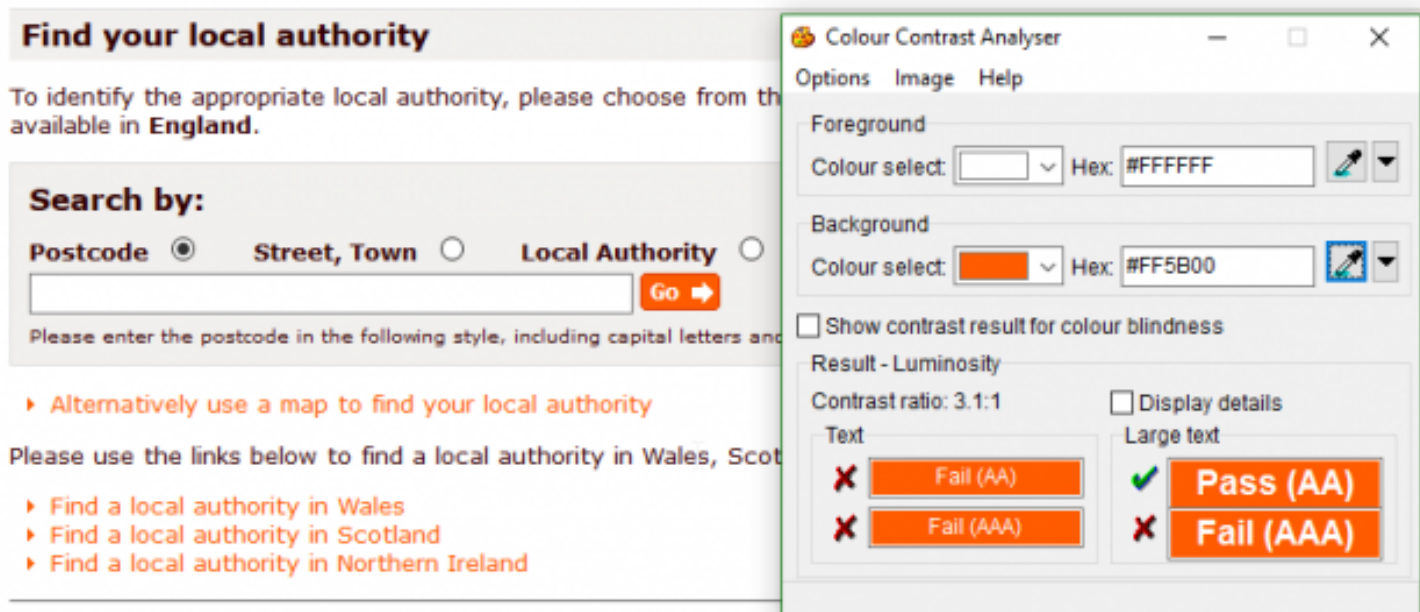 Find your local authority
To identify the appropriate local authority, please choose from th
available in England.
Search by:
Postcode Street, Town Local Authority
Go
Please enter the postcode in the following style, including capital letters and
Alternatively use a map to find your local authority
Please use the links below to find a local authority in Wales, Scot
Find a local authority in Wales
Find a local authority in Scotland
Find a local authority in Northern Ireland
Colour Contrast Analyser
Options Image Help
Foreground
Colour select: Hex: #FFFFFF
Background
Colour select: Hex: #FF5B00
Show contrast result for colour blindness
Result - Luminosity
Contrast ratio: 3.1:1 Display details
Text Large text
Fail (AA) Pass (AA)
Fail (AAA) Fail (AAA)